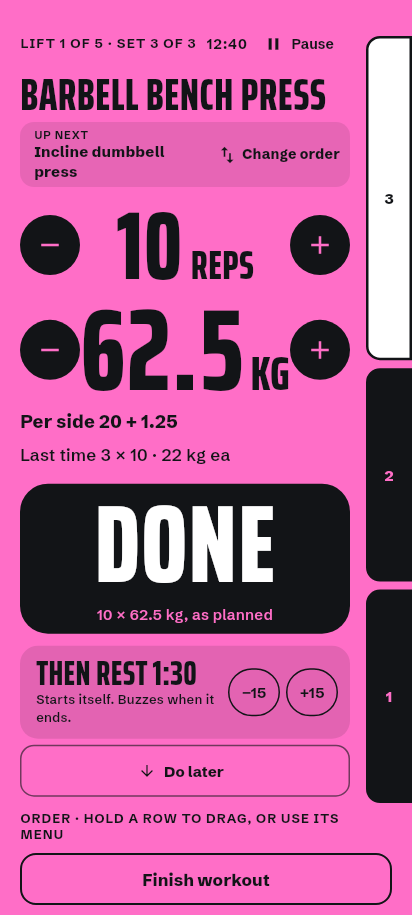 LIFT 1 OF 5 · SET 3 OF 3 12:40 Pause
BARBELL BENCH PRESS
UP NEXT
Incline dumbbell
press
Change order
− 10 REPS +
− 62.5 KG +
Per side 20 + 1.25
Last time 3 × 10 · 22 kg ea
DONE
10 × 62.5 kg, as planned
THEN REST 1:30
Starts itself. Buzzes when it
ends.
−15 +15
Do later
ORDER · HOLD A ROW TO DRAG, OR USE ITS
MENU
Finish workout
3
2
1